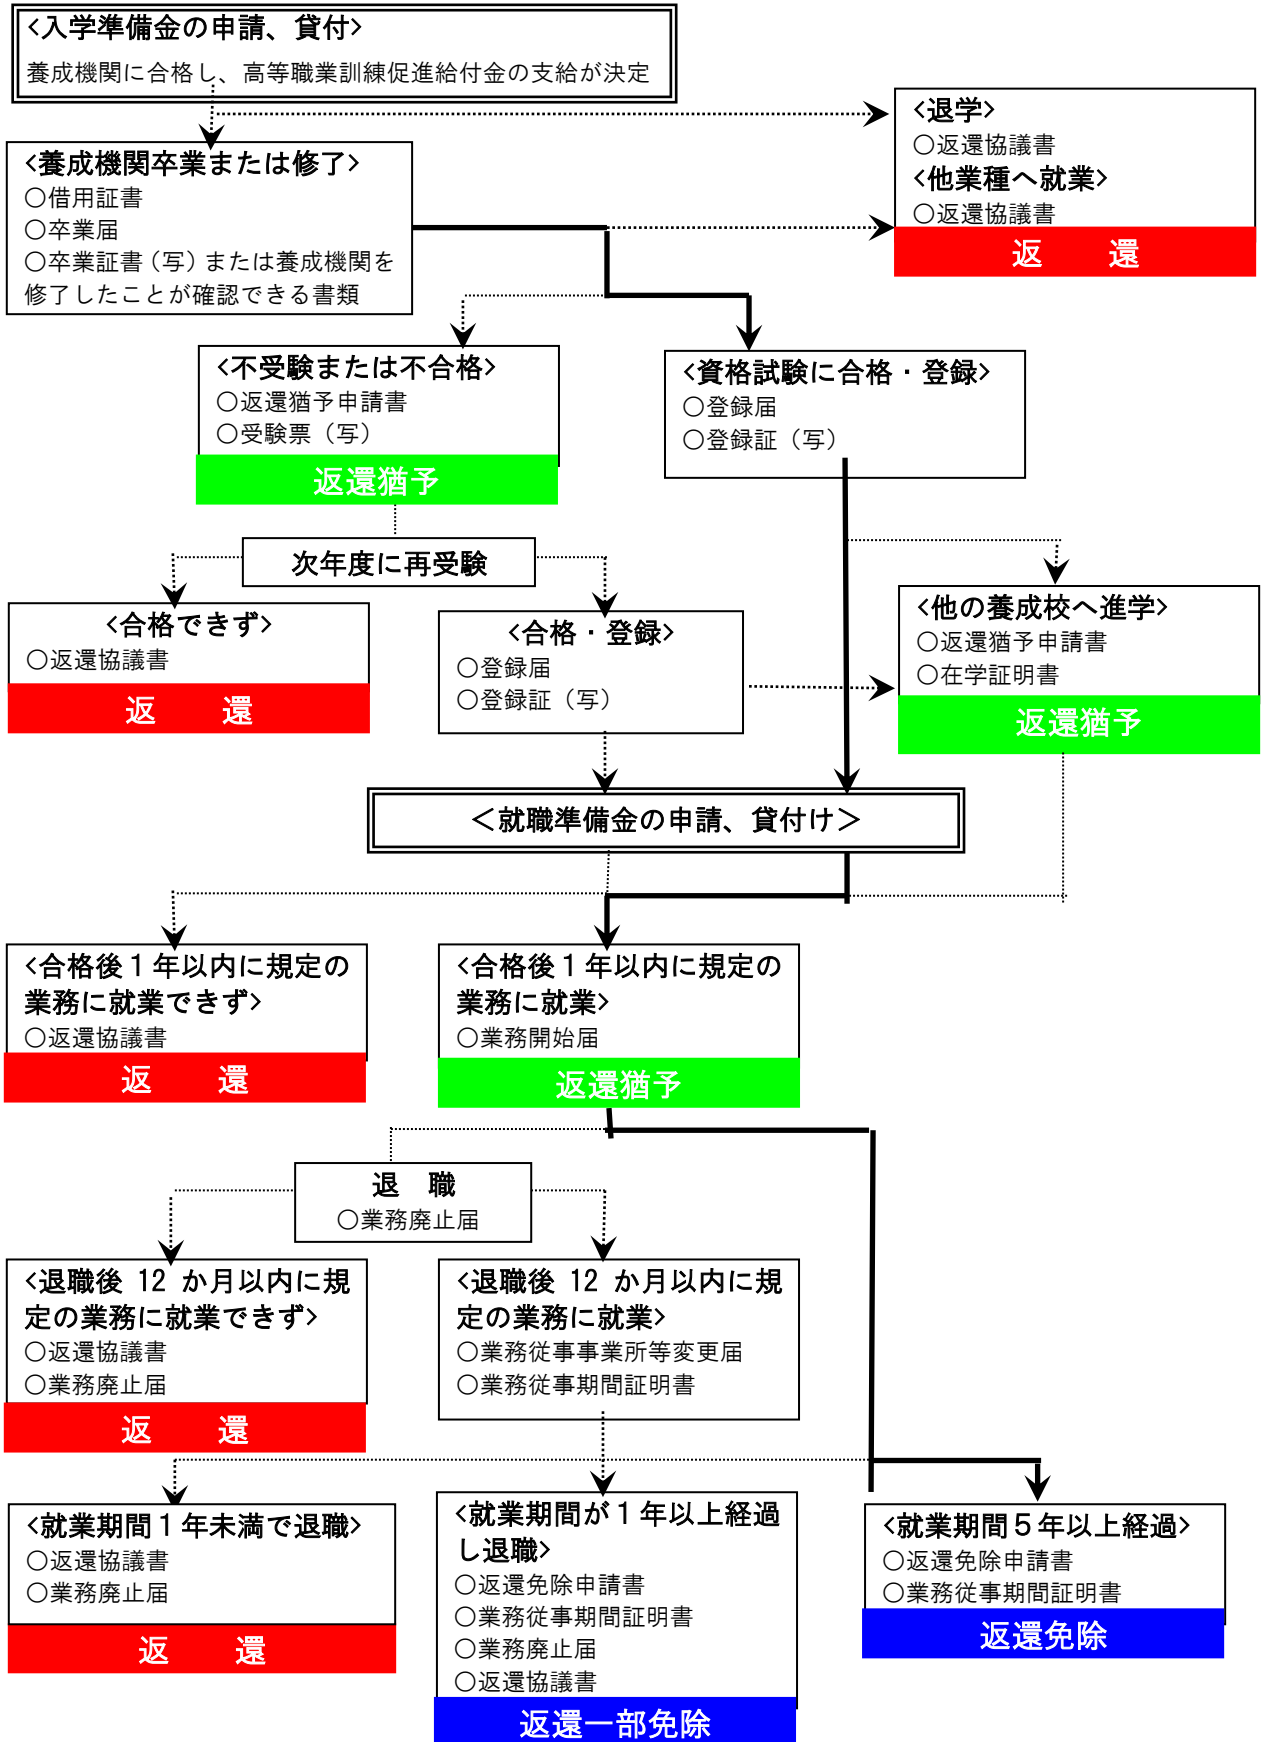 <入学準備金の申請、貸付>
養成機関に合格し、高等職業訓練促進給付金の支給が決定
<退学>
○返還協議書
<他業種へ就業>
○返還協議書
返　　還
<養成機関卒業または修了>
○借用証書
○卒業届
○卒業証書（写）または養成機関を
修了したことが確認できる書類
<不受験または不合格>
○返還猶予申請書
○受験票（写）
返還猶予
<資格試験に合格・登録>
○登録届
○登録証（写）
次年度に再受験
<合格できず>
○返還協議書
返　　還
<合格・登録>
○登録届
○登録証（写）
<他の養成校へ進学>
○返還猶予申請書
○在学証明書
返還猶予
＜就職準備金の申請、貸付け＞
<合格後１年以内に規定の
業務に就業できず>
○返還協議書
返　　還
<合格後１年以内に規定の
業務に就業>
○業務開始届
返還猶予
退　職
○業務廃止届
<退職後 12 か月以内に規
定の業務に就業できず>
○返還協議書
○業務廃止届
返　　還
<退職後 12 か月以内に規
定の業務に就業>
○業務従事事業所等変更届
○業務従事期間証明書
<就業期間１年未満で退職>
○返還協議書
○業務廃止届
返　　還
<就業期間が１年以上経過
し退職>
○返還免除申請書
○業務従事期間証明書
○業務廃止届
○返還協議書
返還一部免除
<就業期間５年以上経過>
○返還免除申請書
○業務従事期間証明書
返還免除